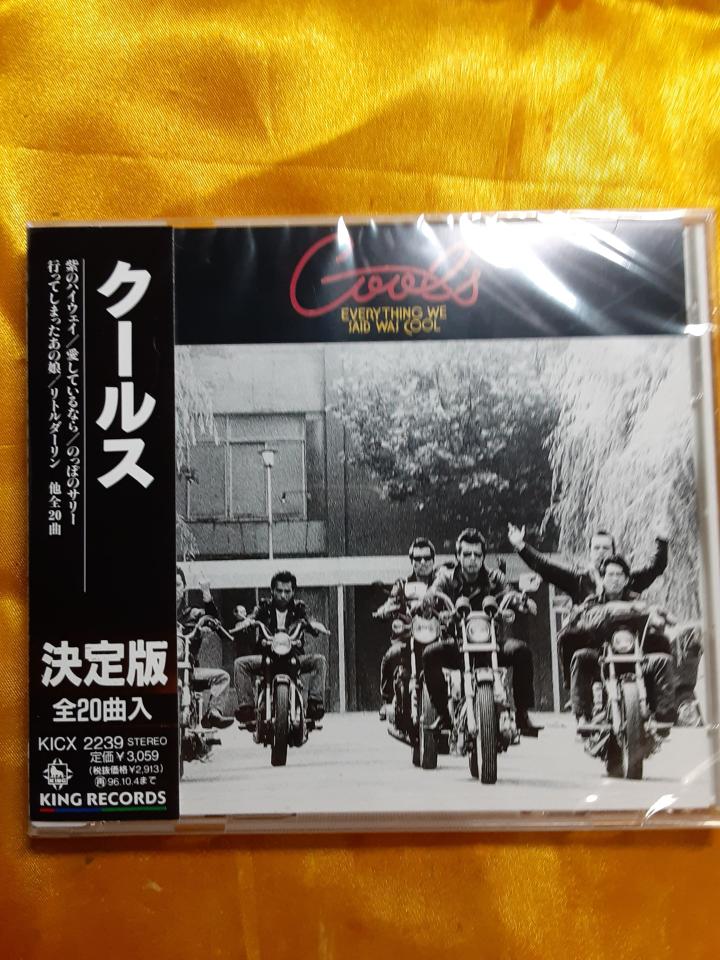 クールス
紫のハイウェイ／愛しているなら／のっぽのサリー
行ってしまったあの娘／リトルダーリン　他全20曲
決定版
全20曲入
KICX 2239 STEREO
定価￥3,059
(税抜価格￥2,913)
再96.10.4まで
KING
KING RECORDS
Cools
EVERYTHING WE
SAID WAS COOL